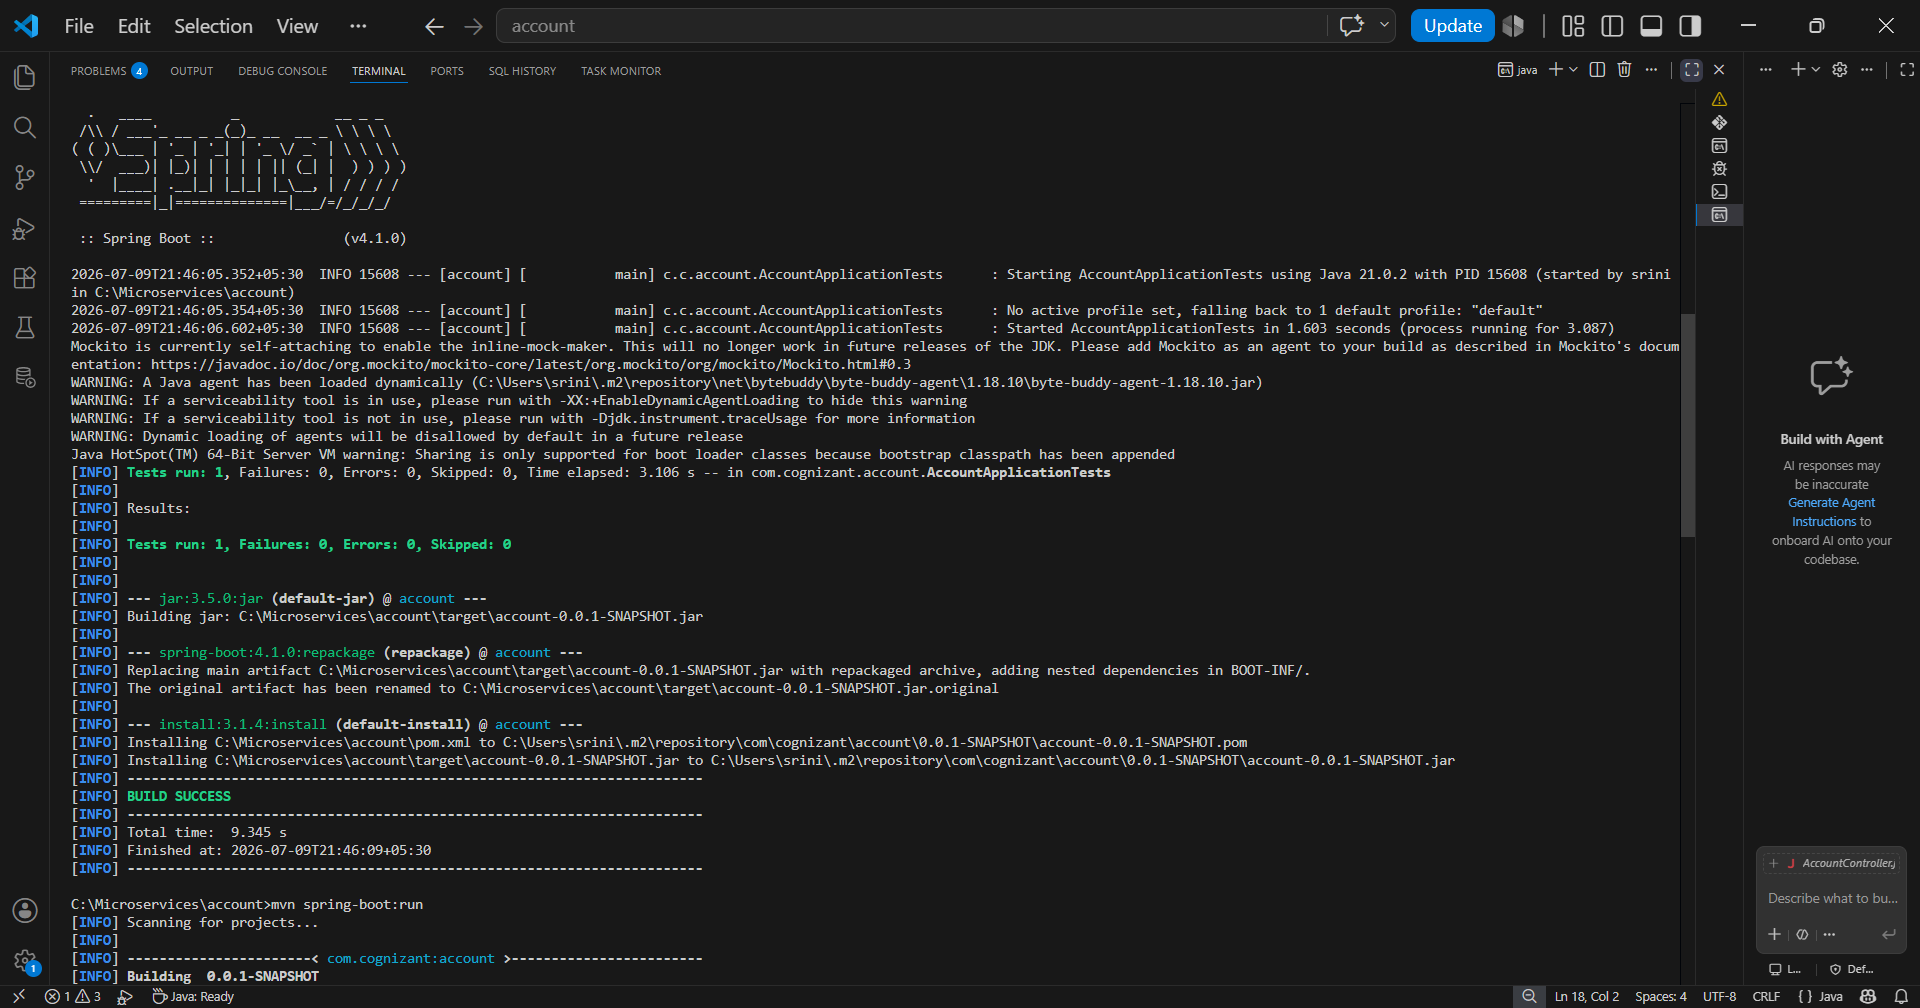 File Edit Selection View ··· account Update
PROBLEMS 4 OUTPUT DEBUG CONSOLE TERMINAL PORTS SQL HISTORY TASK MONITOR java
  .   ____          _            __ _ _
 /\\ / ___'_ __ _ _(_)_ __  __ _ \ \ \ \
( ( )\___ | '_ | '_| | '_ \/ _` | \ \ \ \
 \\/  ___)| |_)| | | | | || (_| |  ) ) ) )
  '  |____| .__|_| |_|_| |_\__, | / / / /
 =========|_|==============|___/=/_/_/_/
 :: Spring Boot ::                (v4.1.0)
2026-07-09T21:46:05.352+05:30  INFO 15608 --- [account] [           main] c.c.account.AccountApplicationTests      : Starting AccountApplicationTests using Java 21.0.2 with PID 15608 (started by srini
in C:\Microservices\account)
2026-07-09T21:46:05.354+05:30  INFO 15608 --- [account] [           main] c.c.account.AccountApplicationTests      : No active profile set, falling back to 1 default profile: "default"
2026-07-09T21:46:06.602+05:30  INFO 15608 --- [account] [           main] c.c.account.AccountApplicationTests      : Started AccountApplicationTests in 1.603 seconds (process running for 3.087)
Mockito is currently self-attaching to enable the inline-mock-maker. This will no longer work in future releases of the JDK. Please add Mockito as an agent to your build as described in Mockito's docum
entation: https://javadoc.io/doc/org.mockito/mockito-core/latest/org.mockito/org/mockito/Mockito.html#0.3
WARNING: A Java agent has been loaded dynamically (C:\Users\srini\.m2\repository\net\bytebuddy\byte-buddy-agent\1.18.10\byte-buddy-agent-1.18.10.jar)
WARNING: If a serviceability tool is in use, please run with -XX:+EnableDynamicAgentLoading to hide this warning
WARNING: If a serviceability tool is not in use, please run with -Djdk.instrument.traceUsage for more information
WARNING: Dynamic loading of agents will be disallowed by default in a future release
Java HotSpot(TM) 64-Bit Server VM warning: Sharing is only supported for boot loader classes because bootstrap classpath has been appended
[INFO] Tests run: 1, Failures: 0, Errors: 0, Skipped: 0, Time elapsed: 3.106 s -- in com.cognizant.account.AccountApplicationTests
[INFO]
[INFO] Results:
[INFO]
[INFO] Tests run: 1, Failures: 0, Errors: 0, Skipped: 0
[INFO]
[INFO]
[INFO] --- jar:3.5.0:jar (default-jar) @ account ---
[INFO] Building jar: C:\Microservices\account\target\account-0.0.1-SNAPSHOT.jar
[INFO]
[INFO] --- spring-boot:4.1.0:repackage (repackage) @ account ---
[INFO] Replacing main artifact C:\Microservices\account\target\account-0.0.1-SNAPSHOT.jar with repackaged archive, adding nested dependencies in BOOT-INF/.
[INFO] The original artifact has been renamed to C:\Microservices\account\target\account-0.0.1-SNAPSHOT.jar.original
[INFO]
[INFO] --- install:3.1.4:install (default-install) @ account ---
[INFO] Installing C:\Microservices\account\pom.xml to C:\Users\srini\.m2\repository\com\cognizant\account\0.0.1-SNAPSHOT\account-0.0.1-SNAPSHOT.pom
[INFO] Installing C:\Microservices\account\target\account-0.0.1-SNAPSHOT.jar to C:\Users\srini\.m2\repository\com\cognizant\account\0.0.1-SNAPSHOT\account-0.0.1-SNAPSHOT.jar
[INFO] ------------------------------------------------------------------------
[INFO] BUILD SUCCESS
[INFO] ------------------------------------------------------------------------
[INFO] Total time:  9.345 s
[INFO] Finished at: 2026-07-09T21:46:09+05:30
[INFO] ------------------------------------------------------------------------
C:\Microservices\account>mvn spring-boot:run
[INFO] Scanning for projects...
[INFO]
[INFO] -----------------------< com.cognizant:account >------------------------
[INFO] Building  0.0.1-SNAPSHOT
Build with Agent
AI responses may
be inaccurate
Generate Agent
Instructions to
onboard AI onto your
codebase.
J AccountController.j
Describe what to bu...
L... Def...
1
1 3 Java: Ready Ln 18, Col 2 Spaces: 4 UTF-8 CRLF { } Java